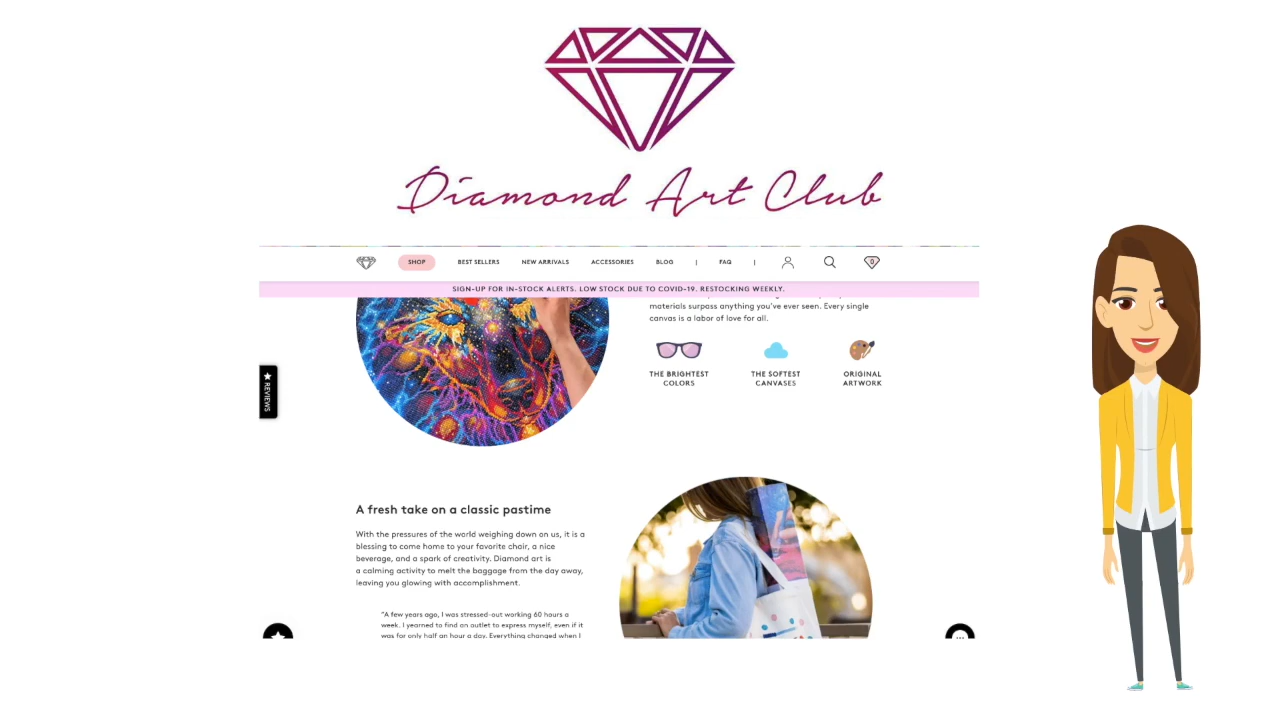 Diamond Art Club
SHOP BEST SELLERS NEW ARRIVALS ACCESSORIES BLOG | FAQ | 0
SIGN-UP FOR IN-STOCK ALERTS. LOW STOCK DUE TO COVID-19. RESTOCKING WEEKLY.
materials surpass anything you've ever seen. Every single
canvas is a labor of love for all.
THE BRIGHTEST
COLORS
THE SOFTEST
CANVASES
ORIGINAL
ARTWORK
REVIEWS
A fresh take on a classic pastime
With the pressures of the world weighing down on us, it is a
blessing to come home to your favorite chair, a nice
beverage, and a spark of creativity. Diamond art is
a calming activity to melt the baggage from the day away,
leaving you glowing with accomplishment.
"A few years ago, I was stressed-out working 60 hours a
week. I yearned to find an outlet to express myself, even if it
was for only half an hour a day. Everything changed when I